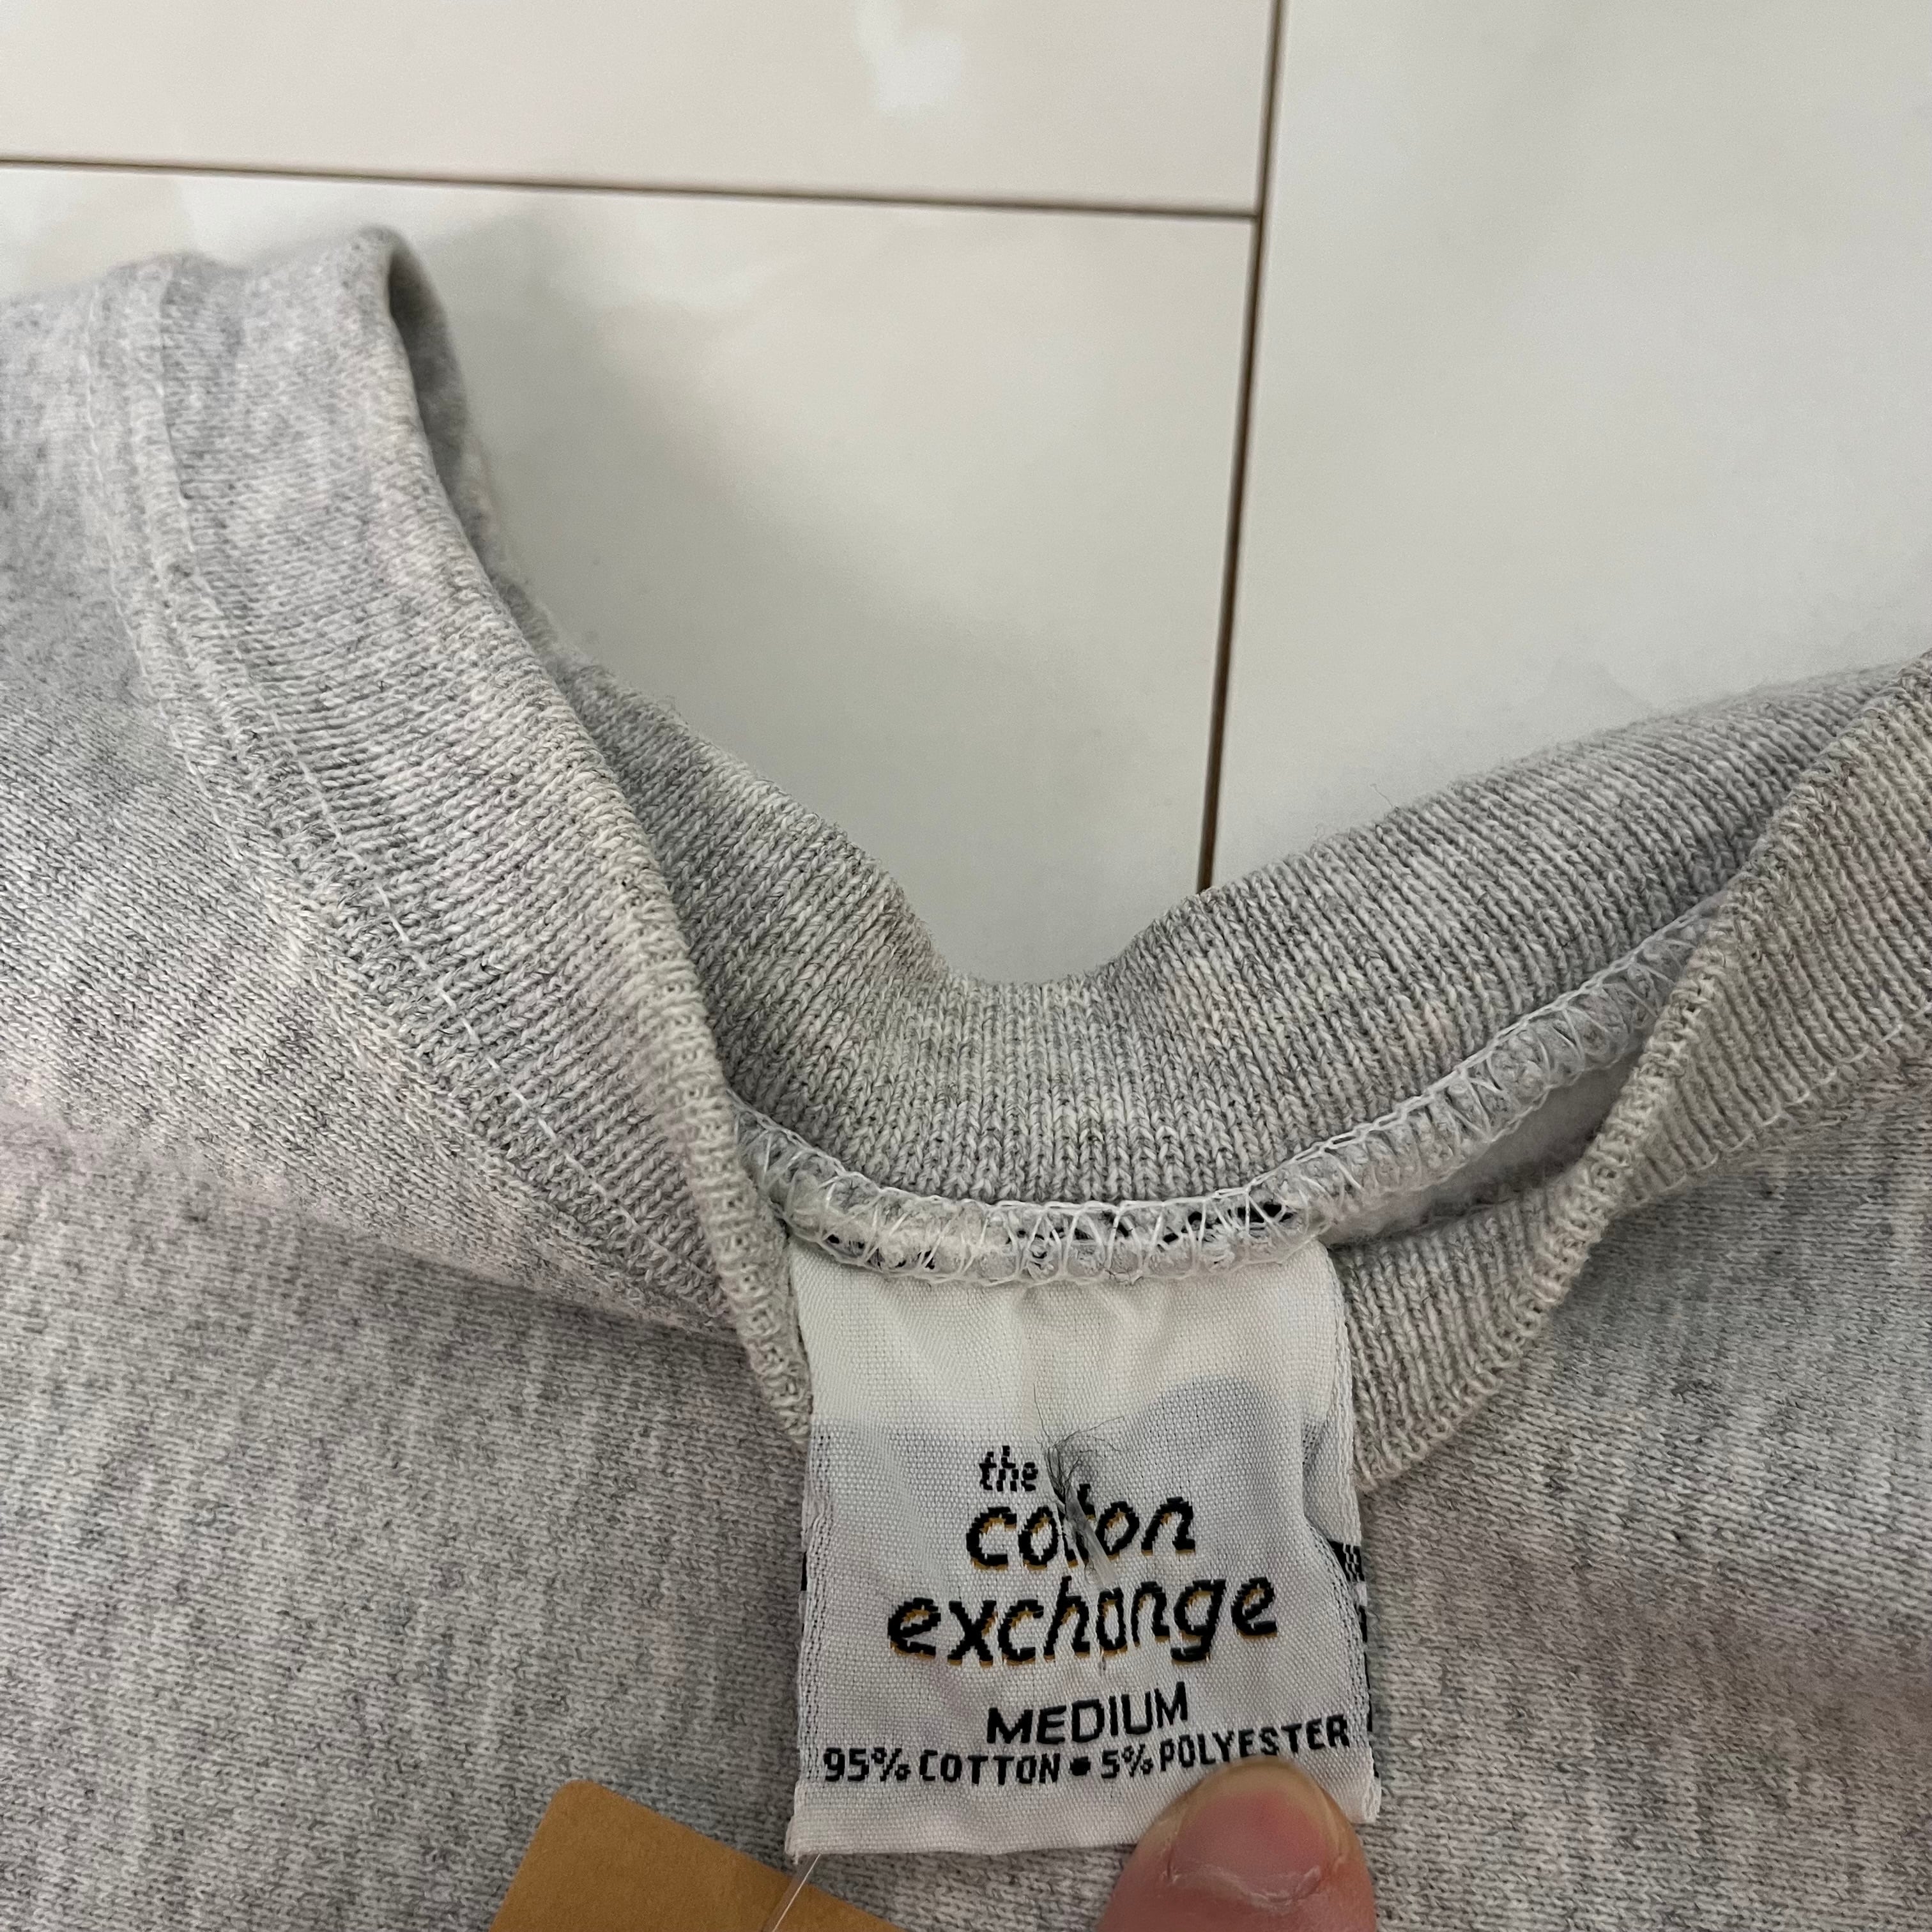 the
cotton
exchange
MEDIUM
95% COTTON • 5% POLYESTER